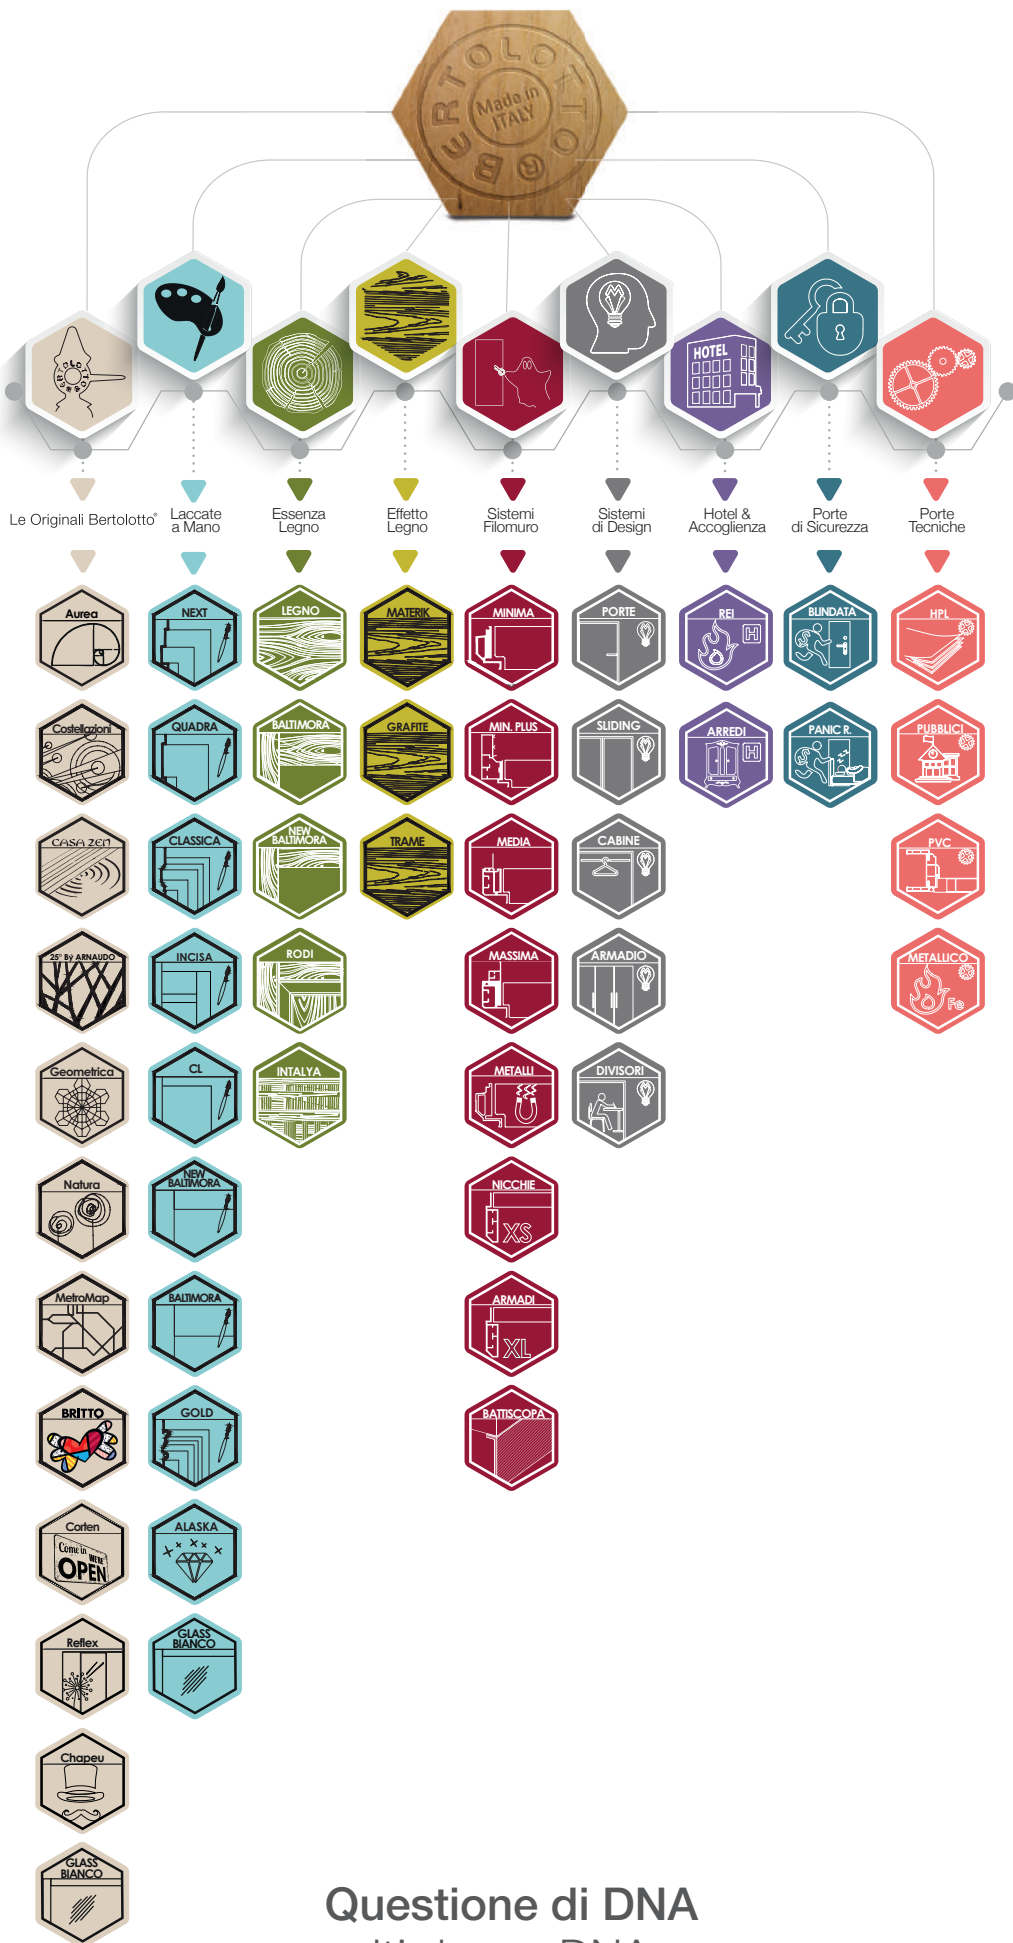 BERTOLOTTO®
Made in
ITALY
BERTOLOTTO
HOTEL
Le Originali Bertolotto®
Laccate
a Mano
Essenza
Legno
Effetto
Legno
Sistemi
Filomuro
Sistemi
di Design
Hotel &
Accoglienza
Porte
di Sicurezza
Porte
Tecniche
Aurea
NEXT
LEGNO
MATERIK
MINIMA
PORTE
REI
H
BLINDATA
HPL
Costellazioni
QUADRA
BALTIMORA
GRAFITE
MIN. PLUS
SLIDING
ARREDI
H
PANIC R.
PUBBLICI
CASA ZEN
CLASSICA
NEW
BALTIMORA
TRAME
MEDIA
CABINE
PVC
25° By ARNAUDO
INCISA
RODI
MASSIMA
ARMADIO
METALLICO
Fe
Geometrica
CL
INTALYA
METALLI
DIVISORI
Natura
NEW
BALTIMORA
NICCHIE
XS
MetroMap
BALTIMORA
ARMADI
XL
BRITTO
GOLD
BATTISCOPA
Corten
Come in
WE'RE
OPEN
ALASKA
Reflex
GLASS
BIANCO
Chapeu
GLASS
BIANCO
Questione di DNA